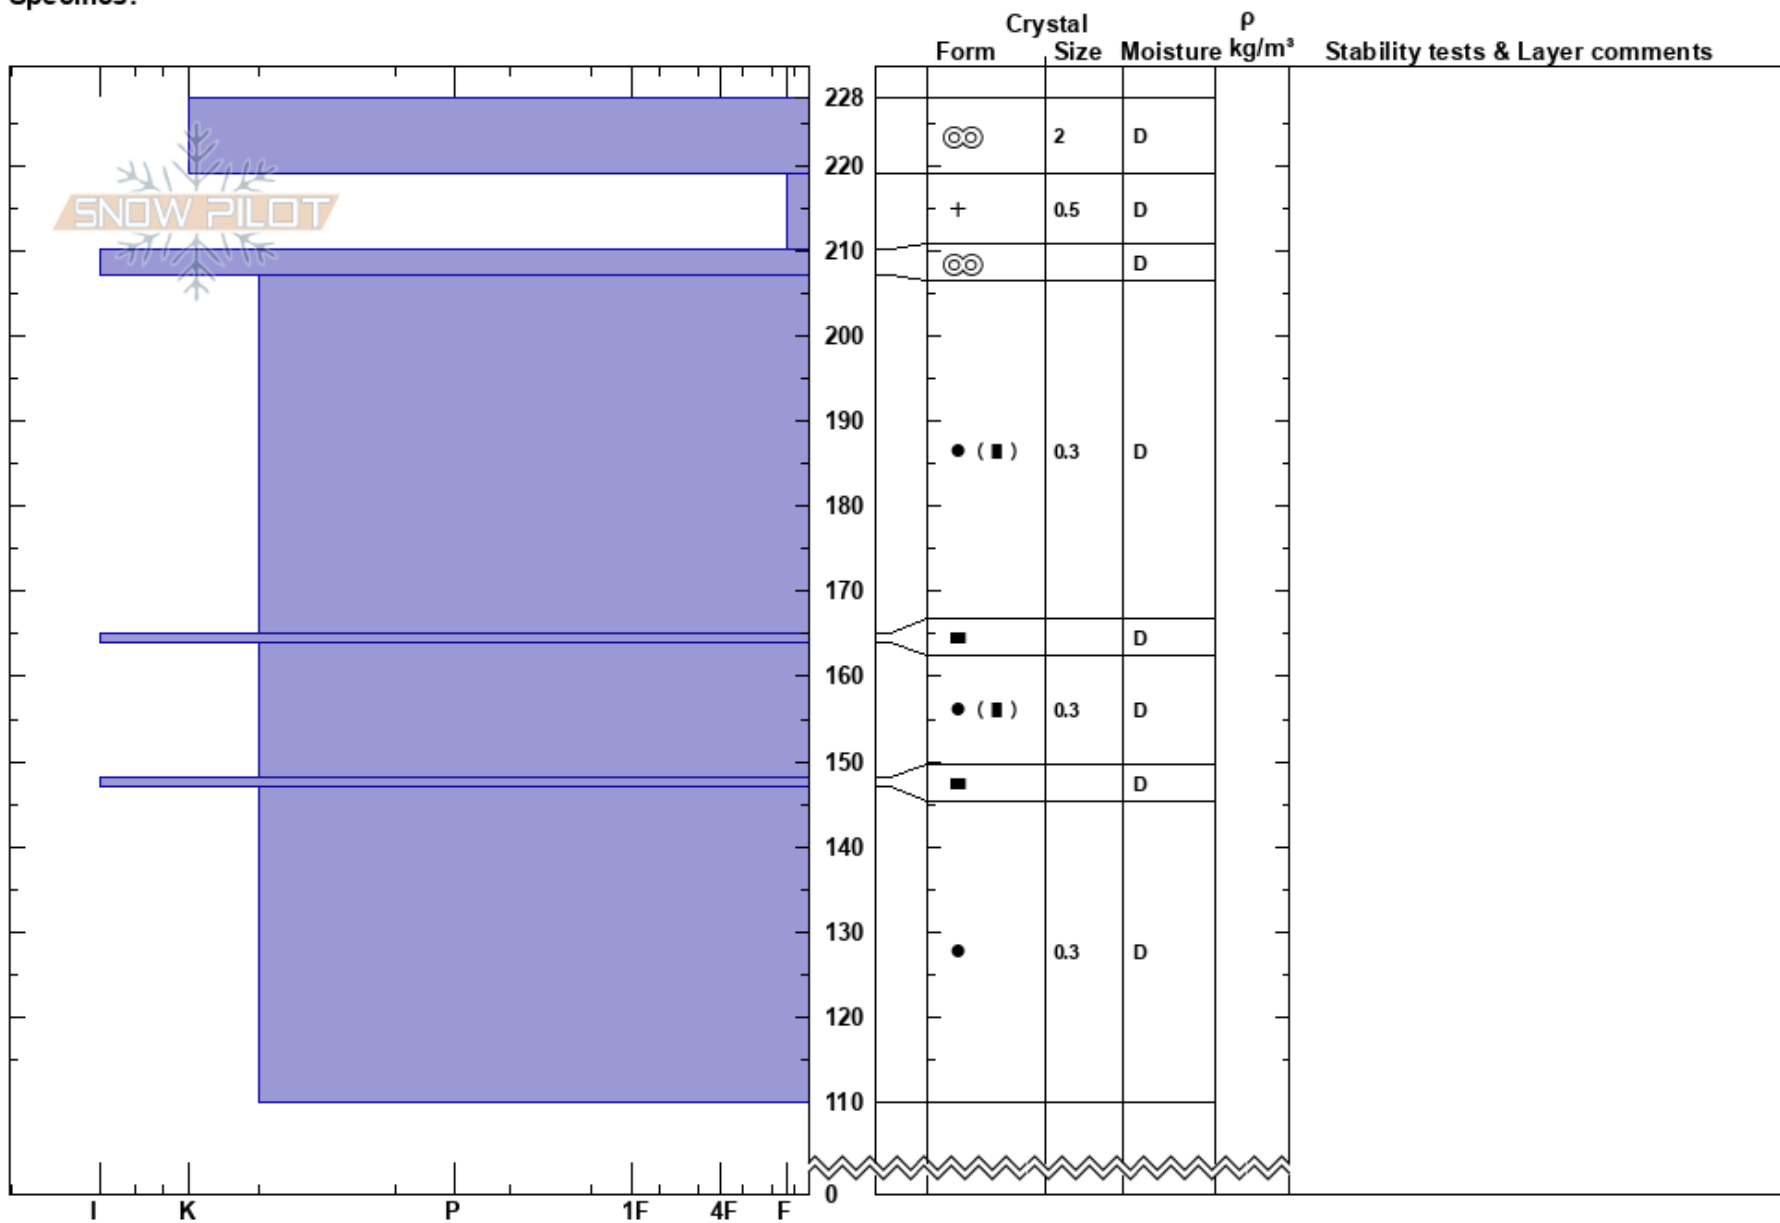 Specifics:
Crystal ρ
Form Size Moisture kg/m³ Stability tests & Layer comments
228
2 D
220
SNOW PILOT
+ 0.5 D
210
D
200
190
● ( ) 0.3 D
180
170
D
160
● ( ) 0.3 D
150
D
140
130
● 0.3 D
120
110
0
I K P 1F 4F F